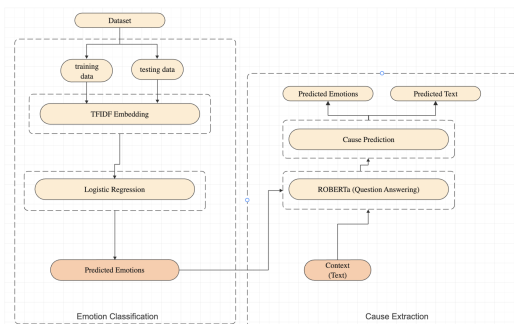 Dataset
training
data
testing data
TFIDF Embedding
Logistic Regression
Predicted Emotions
Emotion Classification
Predicted Emotions
Predicted Text
Cause Prediction
ROBERTa (Question Answering)
Context
(Text)
Cause Extraction